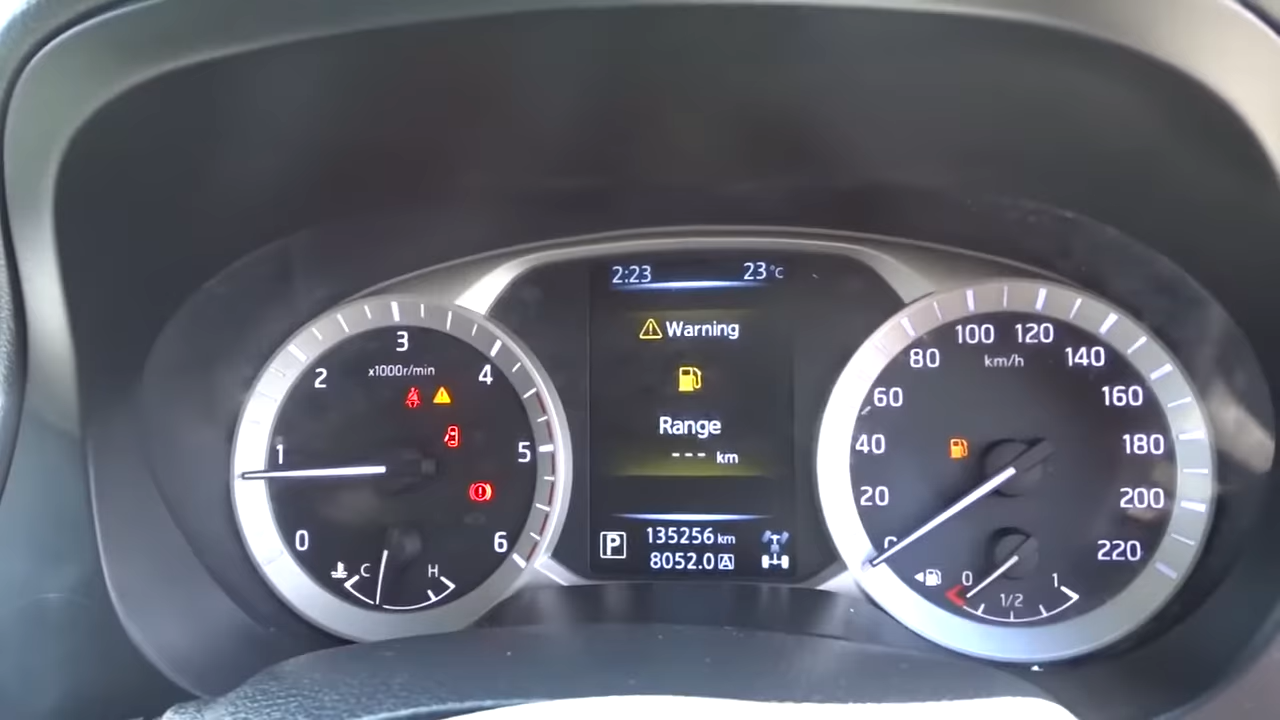 2:23 23°C
Warning
Range
--- km
P 135256 km
8052.0 A
0
1
2
3
4
5
6
x1000r/min
C H
0
20
40
60
80
100
120
140
160
180
200
220
km/h
0 1/2 1